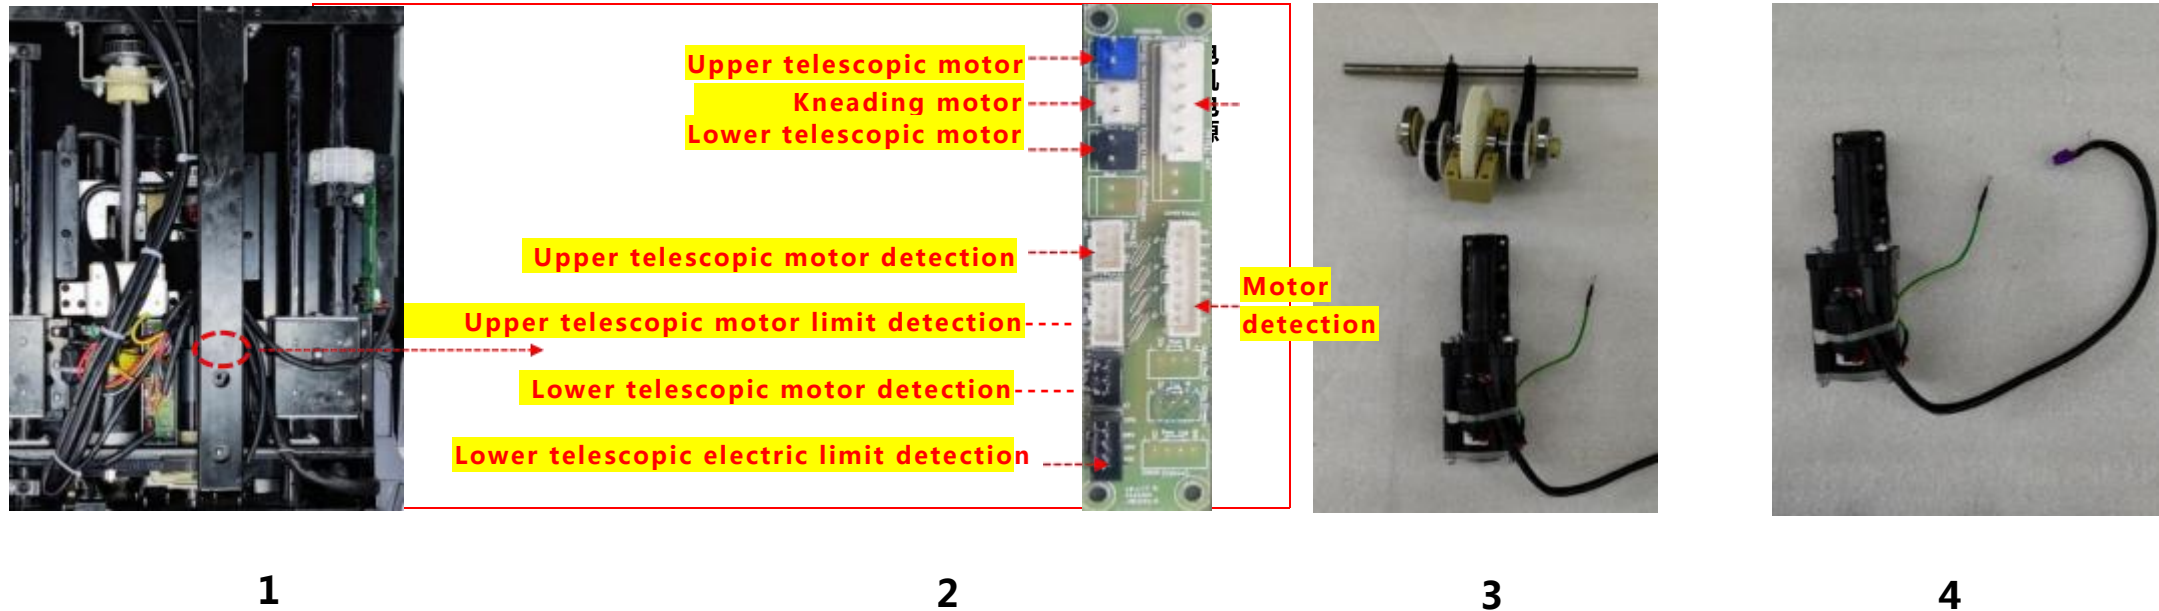 Upper telescopic motor
Kneading motor
Lower telescopic motor
Upper telescopic motor detection
Motor
detection
Upper telescopic motor limit detection
Lower telescopic motor detection
Lower telescopic electric limit detection
1
2
3
4